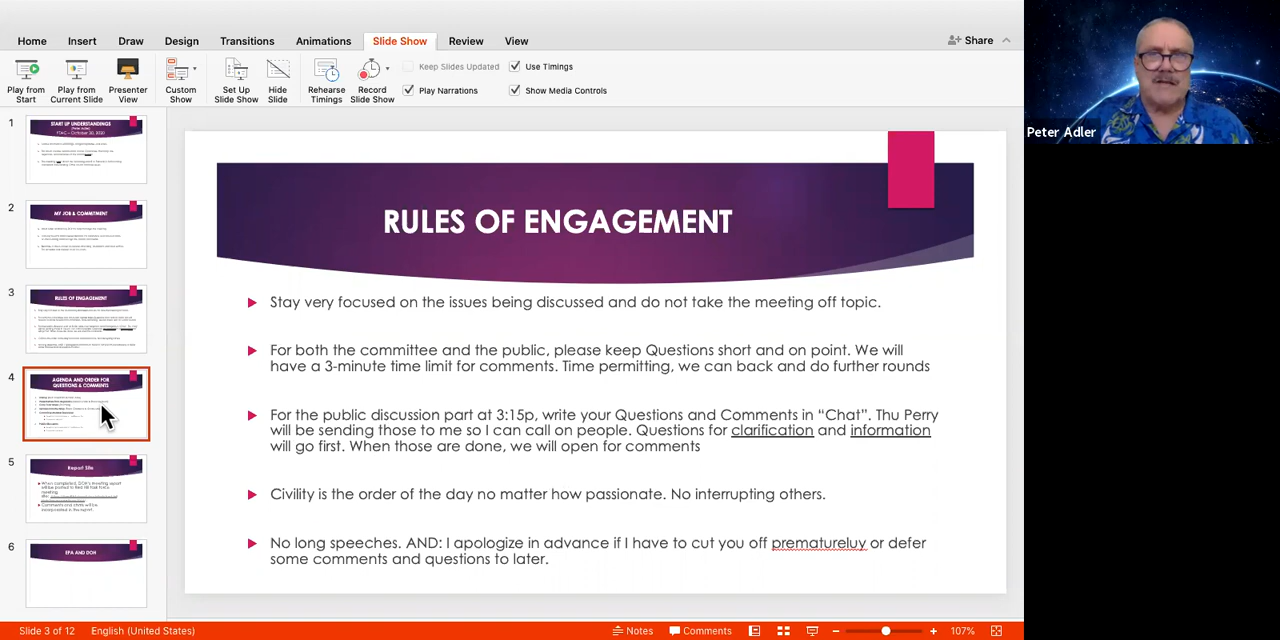 Home Insert Draw Design Transitions Animations Slide Show Review View Share
Play from Start
Play from Current Slide
Presenter View
Custom Show
Set Up Slide Show
Hide Slide
Rehearse Timings
Record Slide Show
Keep Slides Updated
Use Timings
Play Narrations
Show Media Controls
Peter Adler
1
START UP UNDERSTANDINGS
(Peter Adler)
FTAC – October 20, 2020
2
MY JOB & COMMITMENT
3
RULES OF ENGAGEMENT
4
AGENDA AND ORDER FOR
QUESTIONS & COMMENTS
5
Report Site
6
EPA AND DOH
RULES OF ENGAGEMENT
Stay very focused on the issues being discussed and do not take the meeting off topic.
For both the committee and the public, please keep Questions short and on point. We will
have a 3-minute time limit for comments. Time permitting, we can back and do further rounds
For the public discussion part at 3:15p, write your Questions and Comments in “Chat”. Thu Perry
will be sending those to me so I can call on people. Questions for clarification and information
will go first. When those are done, we will open for comments
Civility is the order of the day no matter how passionate. No interrupting others.
No long speeches. AND: I apologize in advance if I have to cut you off prematureluy or defer
some comments and questions to later.
Slide 3 of 12 English (United States) Notes Comments 107%